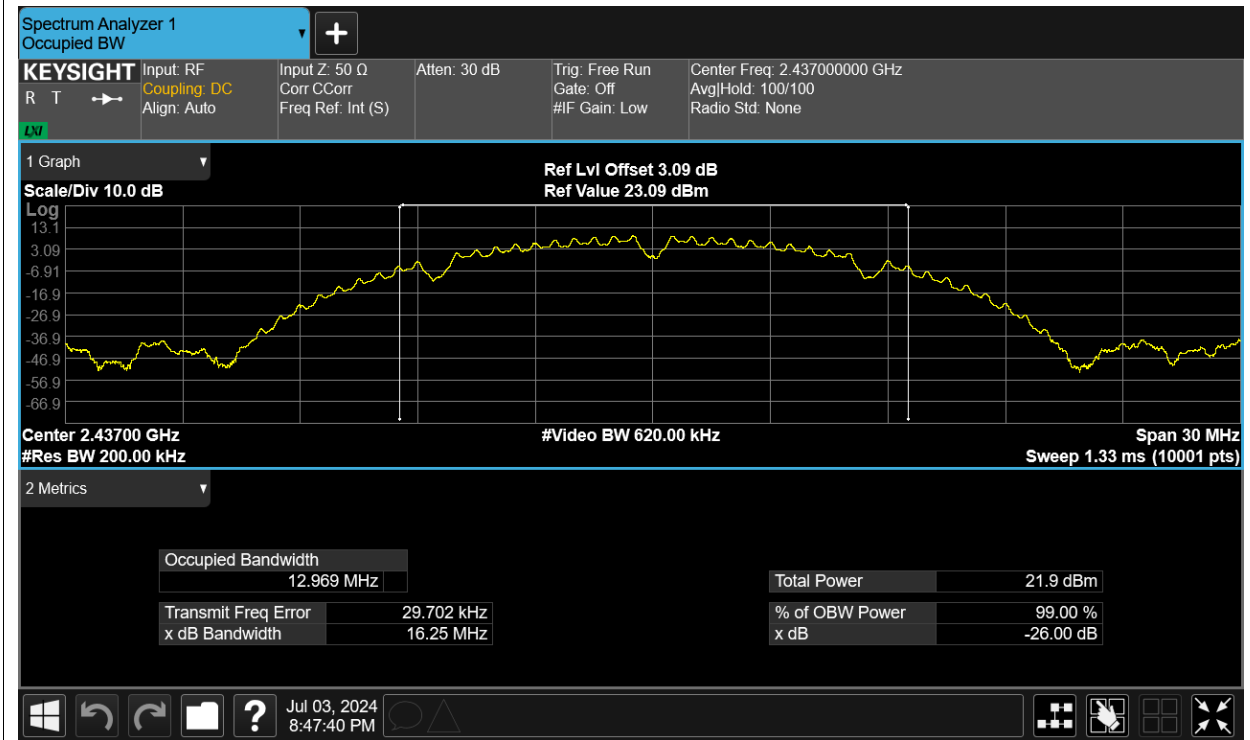 Spectrum Analyzer 1
Occupied BW
KEYSIGHT
R T
LXI
Input: RF
Coupling: DC
Align: Auto
Input Z: 50 Ω
Corr CCorr
Freq Ref: Int (S)
Atten: 30 dB
Trig: Free Run
Gate: Off
#IF Gain: Low
Center Freq: 2.437000000 GHz
Avg|Hold: 100/100
Radio Std: None
1 Graph
Scale/Div 10.0 dB
Ref Lvl Offset 3.09 dB
Ref Value 23.09 dBm
Log
13.1
3.09
-6.91
-16.9
-26.9
-36.9
-46.9
-56.9
-66.9
Center 2.43700 GHz
#Res BW 200.00 kHz
#Video BW 620.00 kHz
Span 30 MHz
Sweep 1.33 ms (10001 pts)
2 Metrics
Occupied Bandwidth
12.969 MHz
Transmit Freq Error 29.702 kHz
x dB Bandwidth 16.25 MHz
Total Power 21.9 dBm
% of OBW Power 99.00 %
x dB -26.00 dB
?
Jul 03, 2024
8:47:40 PM